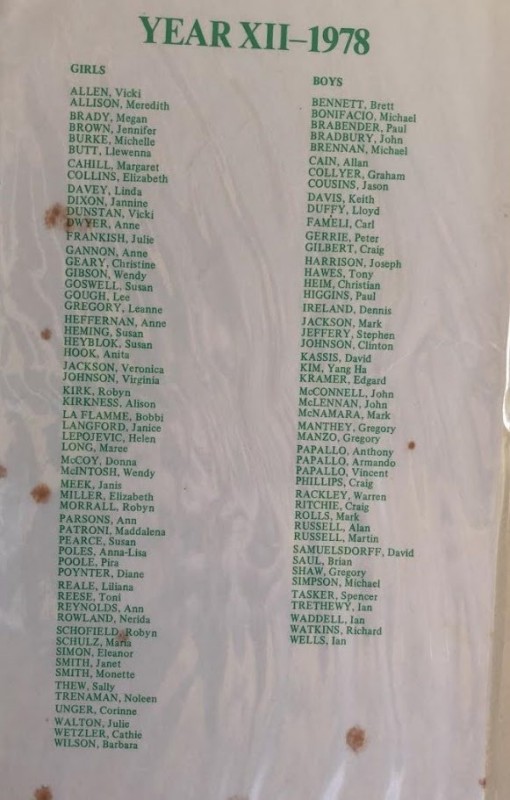 YEAR XII–1978
GIRLS
ALLEN, Vicki
ALLISON, Meredith
BRADY, Megan
BROWN, Jennifer
BURKE, Michelle
BUTT, Llewenna
CAHILL, Margaret
COLLINS, Elizabeth
DAVEY, Linda
DIXON, Jannine
DUNSTAN, Vicki
DWYER, Anne
FRANKISH, Julie
GANNON, Anne
GEARY, Christine
GIBSON, Wendy
GOSWELL, Susan
GOUGH, Lee
GREGORY, Leanne
HEFFERNAN, Anne
HEMING, Susan
HEYBLOK, Susan
HOOK, Anita
JACKSON, Veronica
JOHNSON, Virginia
KIRK, Robyn
KIRKNESS, Alison
LA FLAMME, Bobbi
LANGFORD, Janice
LEPOJEVIC, Helen
LONG, Maree
McCOY, Donna
McINTOSH, Wendy
MEEK, Janis
MILLER, Elizabeth
MORRALL, Robyn
PARSONS, Ann
PATRONI, Maddalena
PEARCE, Susan
POLES, Anna-Lisa
POOLE, Pira
POYNTER, Diane
REALE, Liliana
REESE, Toni
REYNOLDS, Ann
ROWLAND, Nerida
SCHOFIELD, Robyn
SCHULZ, Maria
SIMON, Eleanor
SMITH, Janet
SMITH, Monette
THEW, Sally
TRENAMAN, Noleen
UNGER, Corinne
WALTON, Julie
WETZLER, Cathie
WILSON, Barbara
BOYS
BENNETT, Brett
BONIFACIO, Michael
BRABENDER, Paul
BRADBURY, John
BRENNAN, Michael
CAIN, Allan
COLLYER, Graham
COUSINS, Jason
DAVIS, Keith
DUFFY, Lloyd
FAMELI, Carl
GERRIE, Peter
GILBERT, Craig
HARRISON, Joseph
HAWES, Tony
HEIM, Christian
HIGGINS, Paul
IRELAND, Dennis
JACKSON, Mark
JEFFERY, Stephen
JOHNSON, Clinton
KASSIS, David
KIM, Yang Ha
KRAMER, Edgard
McCONNELL, John
McLENNAN, John
McNAMARA, Mark
MANTHEY, Gregory
MANZO, Gregory
PAPALLO, Anthony
PAPALLO, Armando
PAPALLO, Vincent
PHILLIPS, Craig
RACKLEY, Warren
RITCHIE, Craig
ROLLS, Mark
RUSSELL, Alan
RUSSELL, Martin
SAMUELSDORFF, David
SAUL, Brian
SHAW, Gregory
SIMPSON, Michael
TASKER, Spencer
TRETHEWY, Ian
WADDELL, Ian
WATKINS, Richard
WELLS, Ian